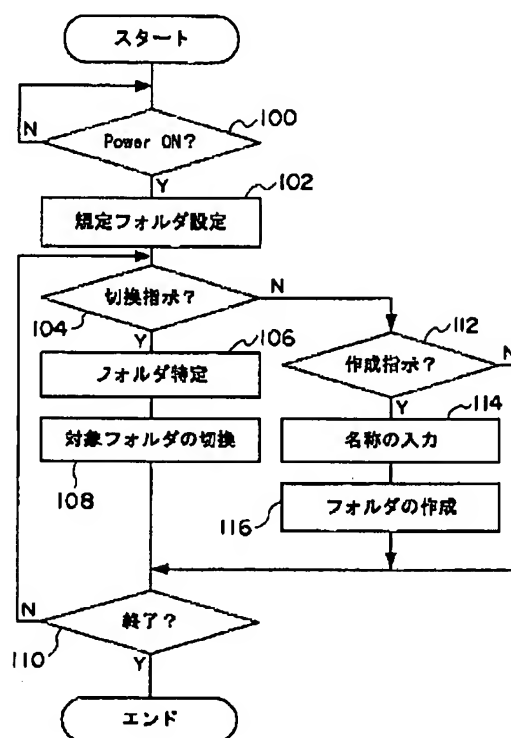 スタート
N
Power ON?
100
Y
102
規定フォルダ設定
切換指示?
N
104
Y
106
112
フォルダ特定
作成指示?
N
Y
114
対象フォルダの切換
名称の入力
108
フォルダの作成
116
N
終了?
110
Y
エンド